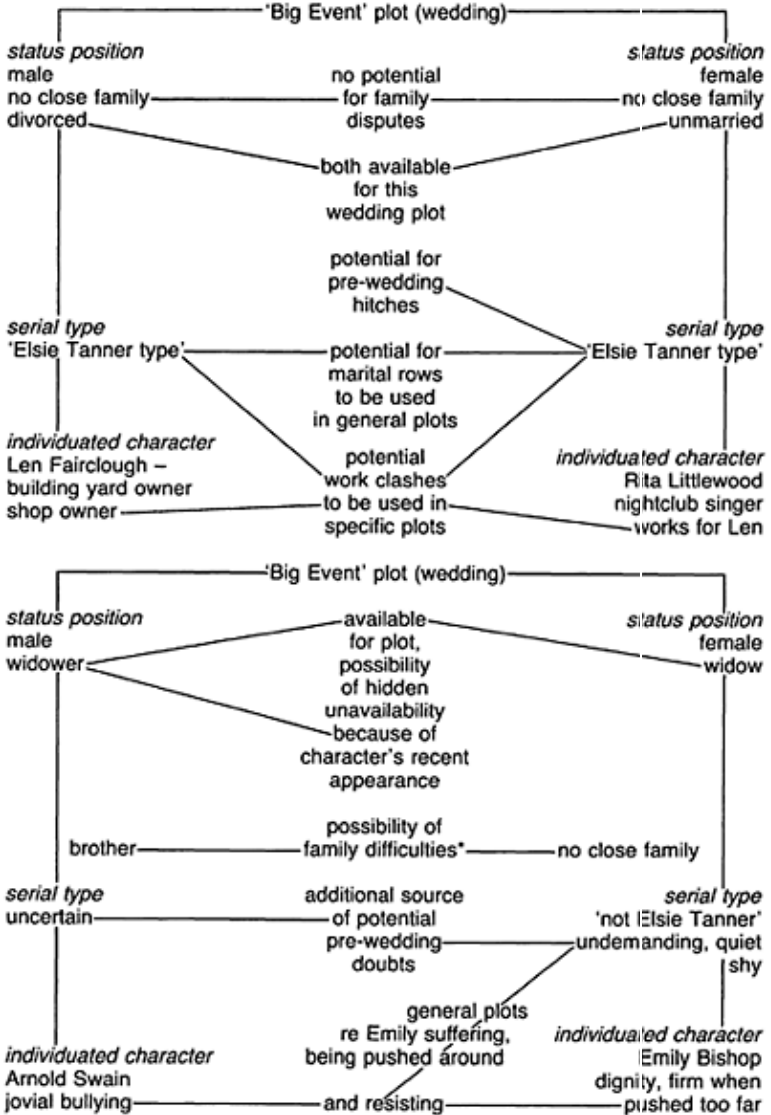 'Big Event' plot (wedding)
status position
male
no close family
divorced
no potential
for family
disputes
status position
female
no close family
unmarried
both available
for this
wedding plot
potential for
pre-wedding
hitches
serial type
'Elsie Tanner type'
potential for
marital rows
to be used
in general plots
serial type
'Elsie Tanner type'
individuated character
Len Fairclough –
building yard owner
shop owner
potential
work clashes
to be used in
specific plots
individuated character
Rita Littlewood
nightclub singer
works for Len
'Big Event' plot (wedding)
status position
male
widower
available
for plot,
possibility
of hidden
unavailability
because of
character's recent
appearance
status position
female
widow
brother
possibility of
family difficulties*
no close family
serial type
uncertain
additional source
of potential
pre-wedding
doubts
serial type
'not Elsie Tanner'
undemanding, quiet
shy
general plots
re Emily suffering,
being pushed around
and resisting
individuated character
Arnold Swain
jovial bullying
individuated character
Emily Bishop
dignity, firm when
pushed too far